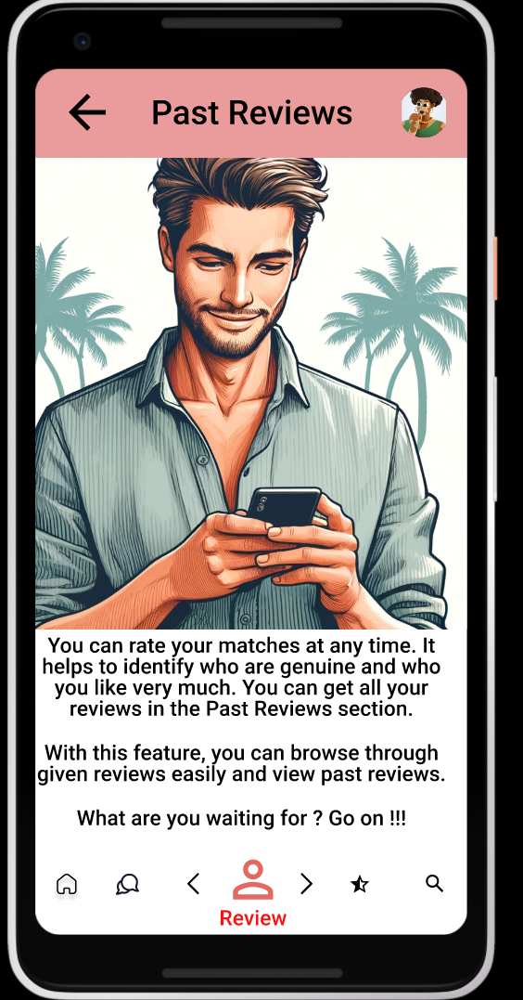 Past Reviews
You can rate your matches at any time. It
helps to identify who are genuine and who
you like very much. You can get all your
reviews in the Past Reviews section.
With this feature, you can browse through
given reviews easily and view past reviews.
What are you waiting for ? Go on !!!
Review